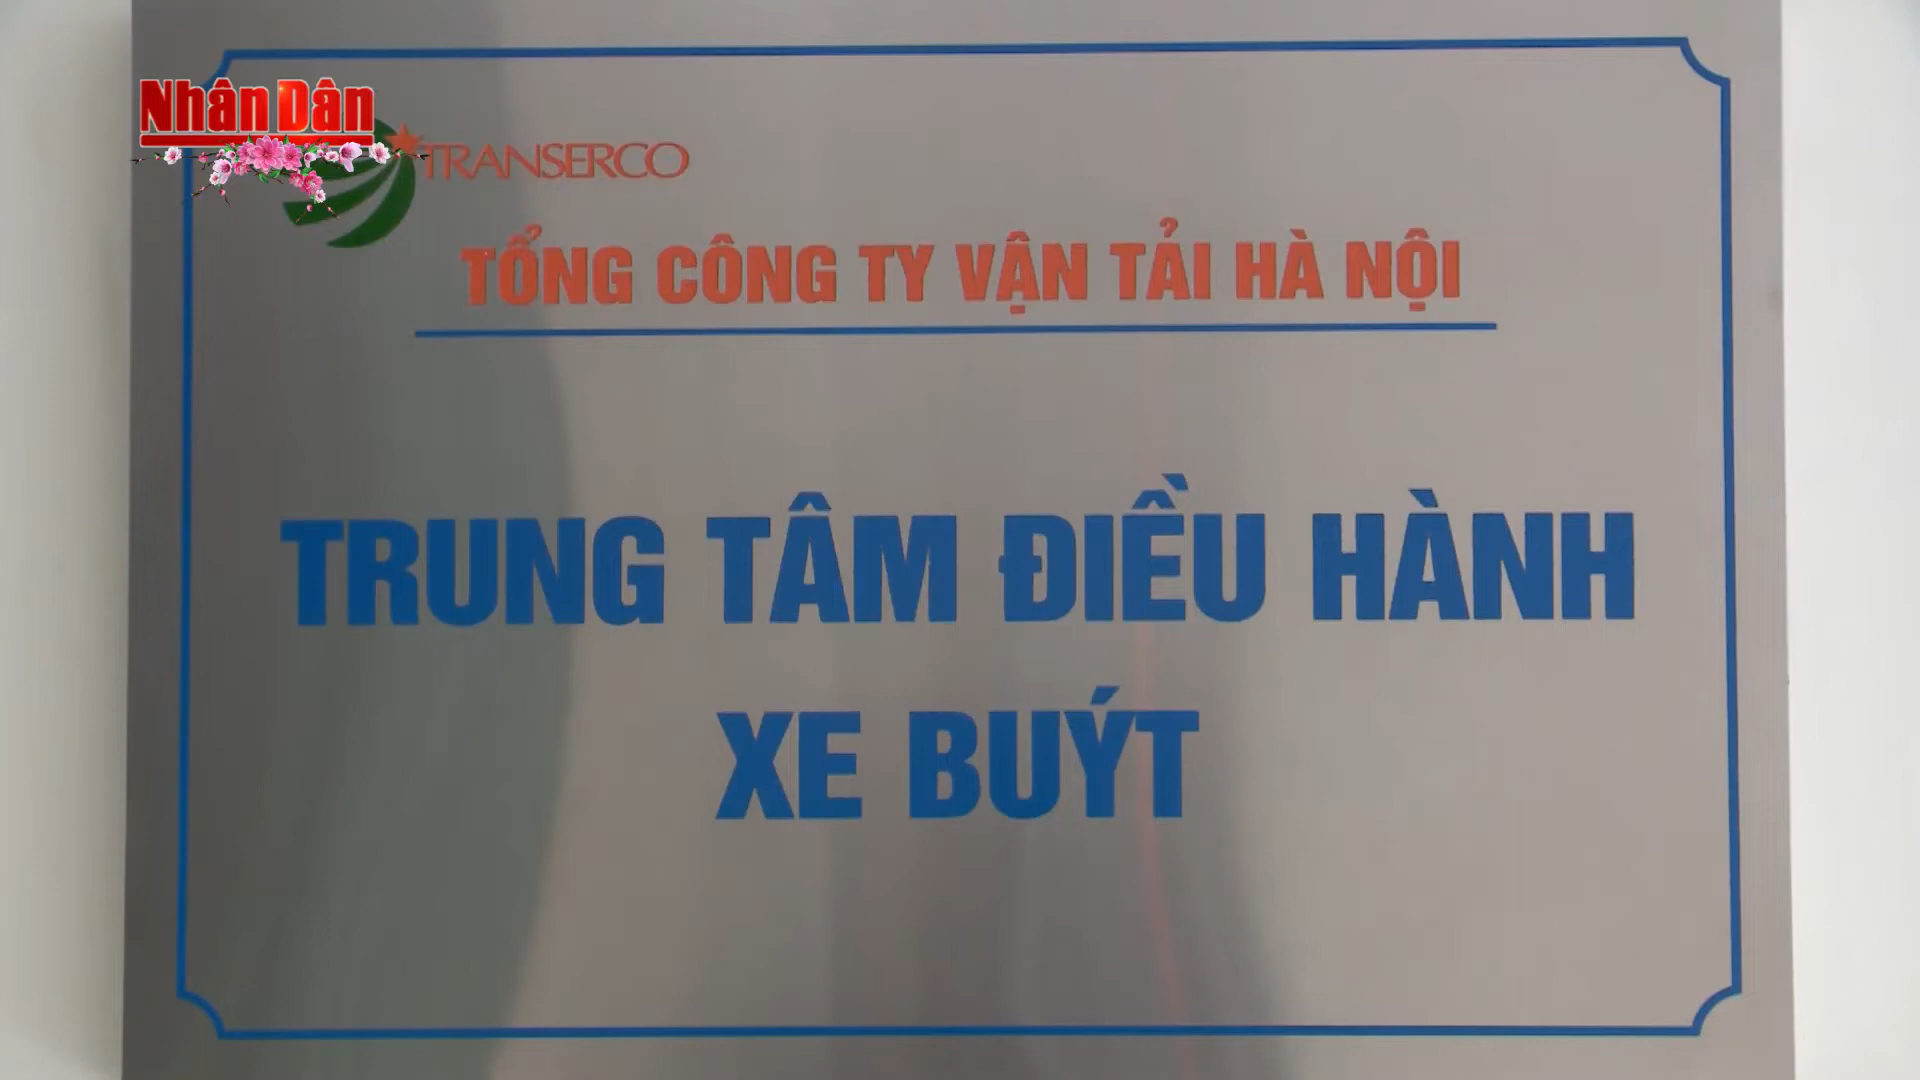 Nhân Dân
TRANSERCO
TỔNG CÔNG TY VẬN TẢI HÀ NỘI
TRUNG TÂM ĐIỀU HÀNH
XE BUÝT